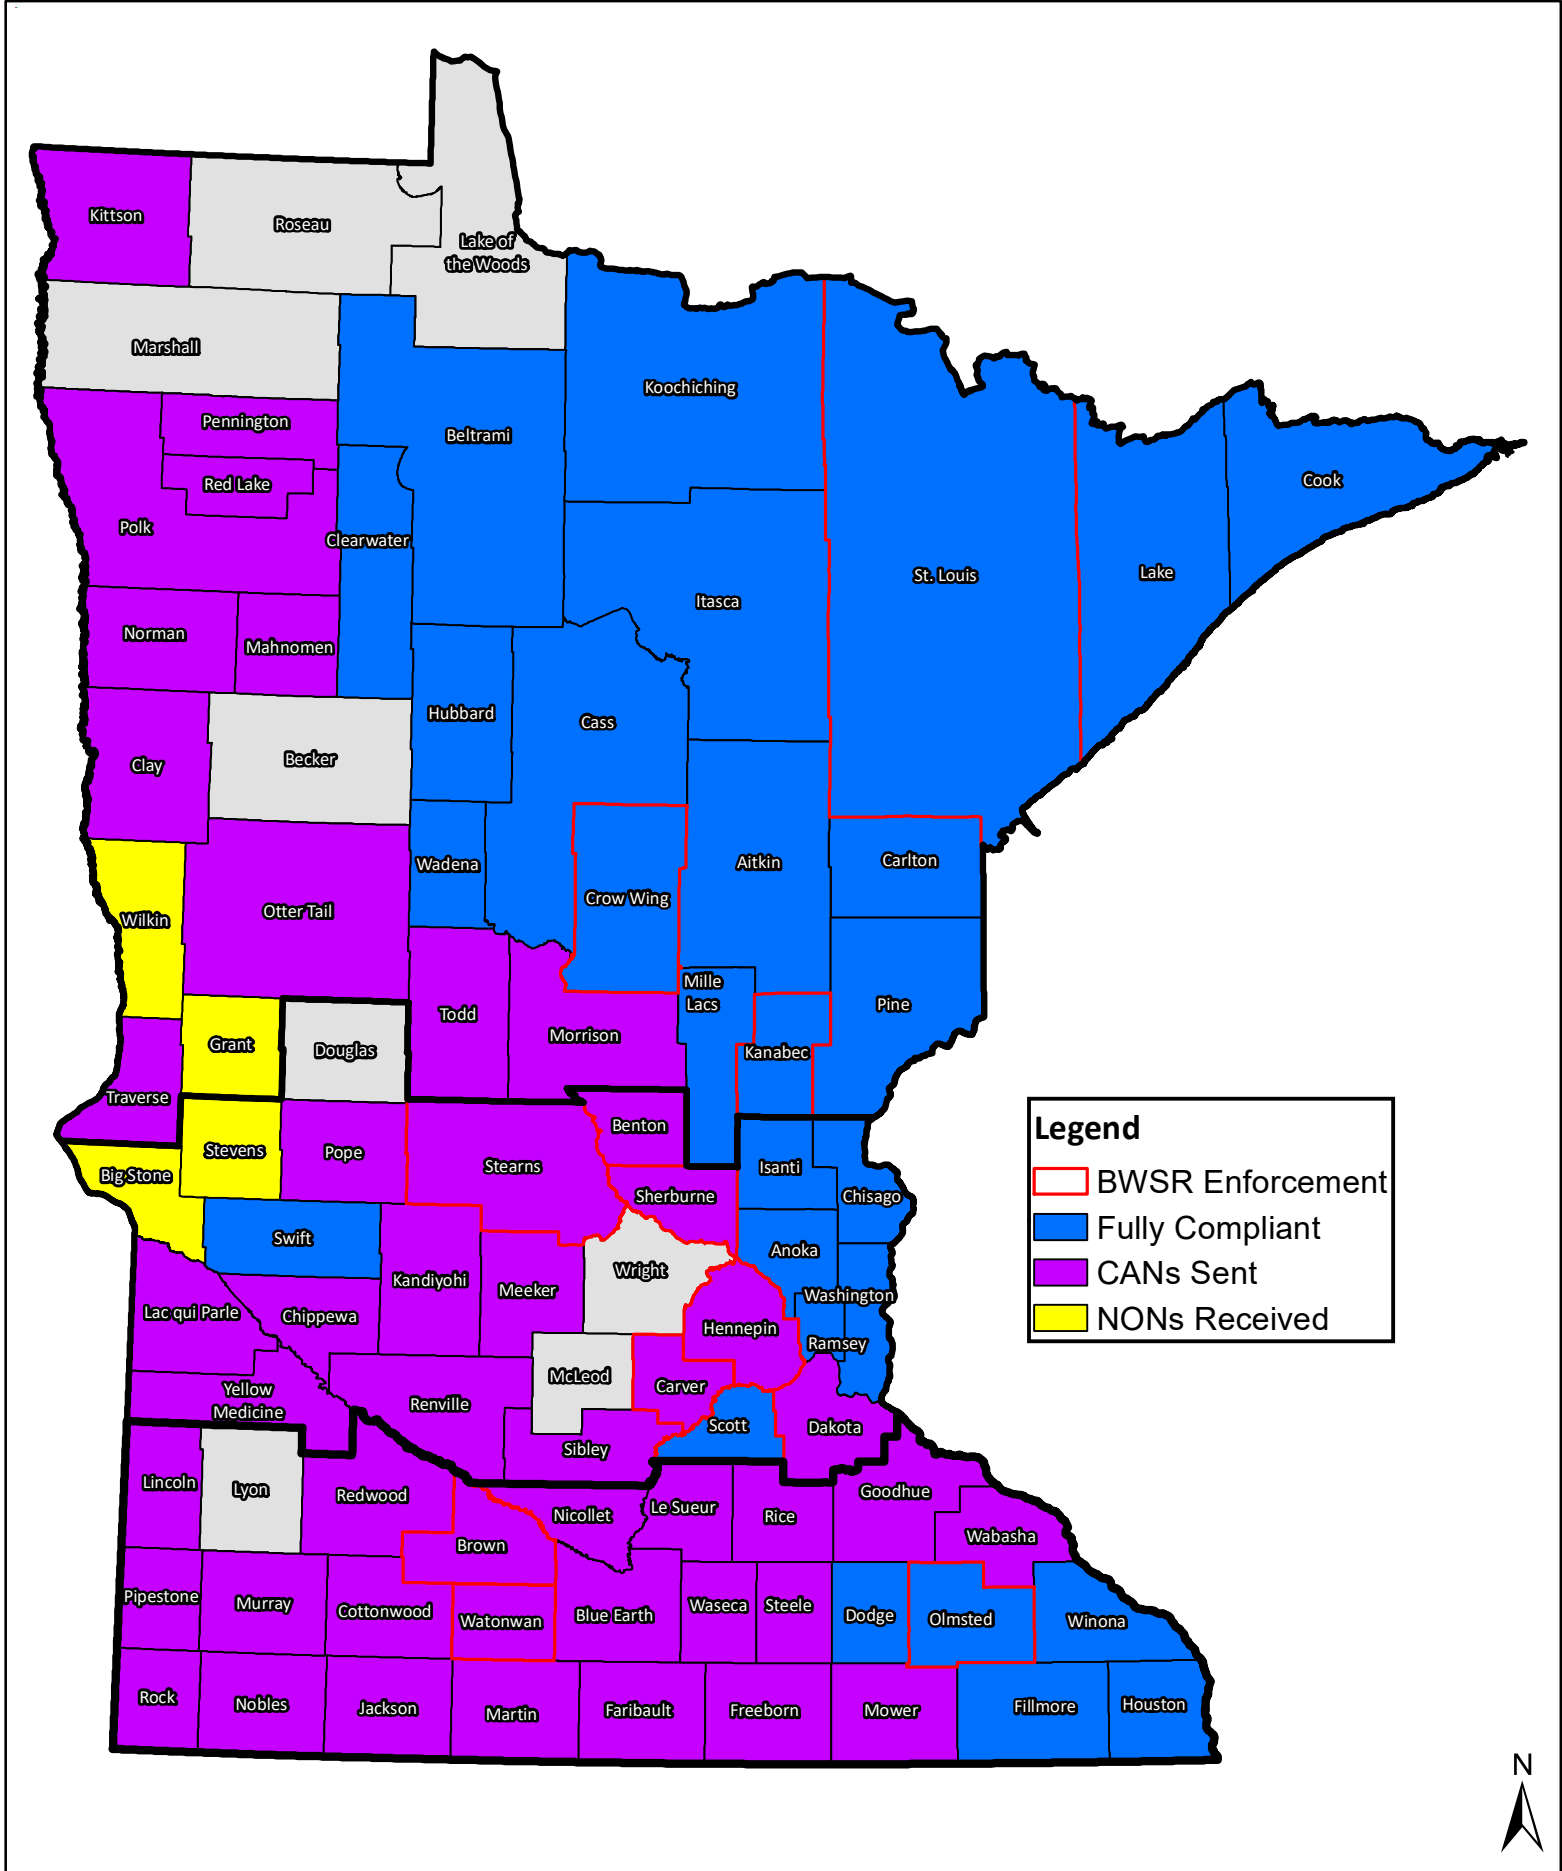 Kittson
Roseau
Lake of
the Woods
Marshall
Koochiching
Pennington
Beltrami
Red Lake
Cook
Polk
Clearwater
St. Louis
Lake
Itasca
Norman
Mahnomen
Hubbard
Cass
Becker
Clay
Wadena
Aitkin
Carlton
Crow Wing
Otter Tail
Wilkin
Mille
Lacs
Pine
Todd
Morrison
Grant
Douglas
Kanabec
Traverse
Benton
Stevens
Pope
Stearns
Isanti
Big Stone
Sherburne
Chisago
Swift
Anoka
Wright
Kandiyohi
Meeker
Washington
Lac qui Parle
Chippewa
Hennepin
Ramsey
McLeod
Carver
Yellow
Medicine
Renville
Scott
Dakota
Sibley
Lincoln
Lyon
Redwood
Goodhue
Le Sueur
Nicollet
Rice
Wabasha
Brown
Pipestone
Murray
Cottonwood
Watonwan
Blue Earth
Waseca
Steele
Dodge
Olmsted
Winona
Rock
Nobles
Jackson
Martin
Faribault
Freeborn
Mower
Fillmore
Houston
Legend
BWSR Enforcement
Fully Compliant
CANs Sent
NONs Received
N